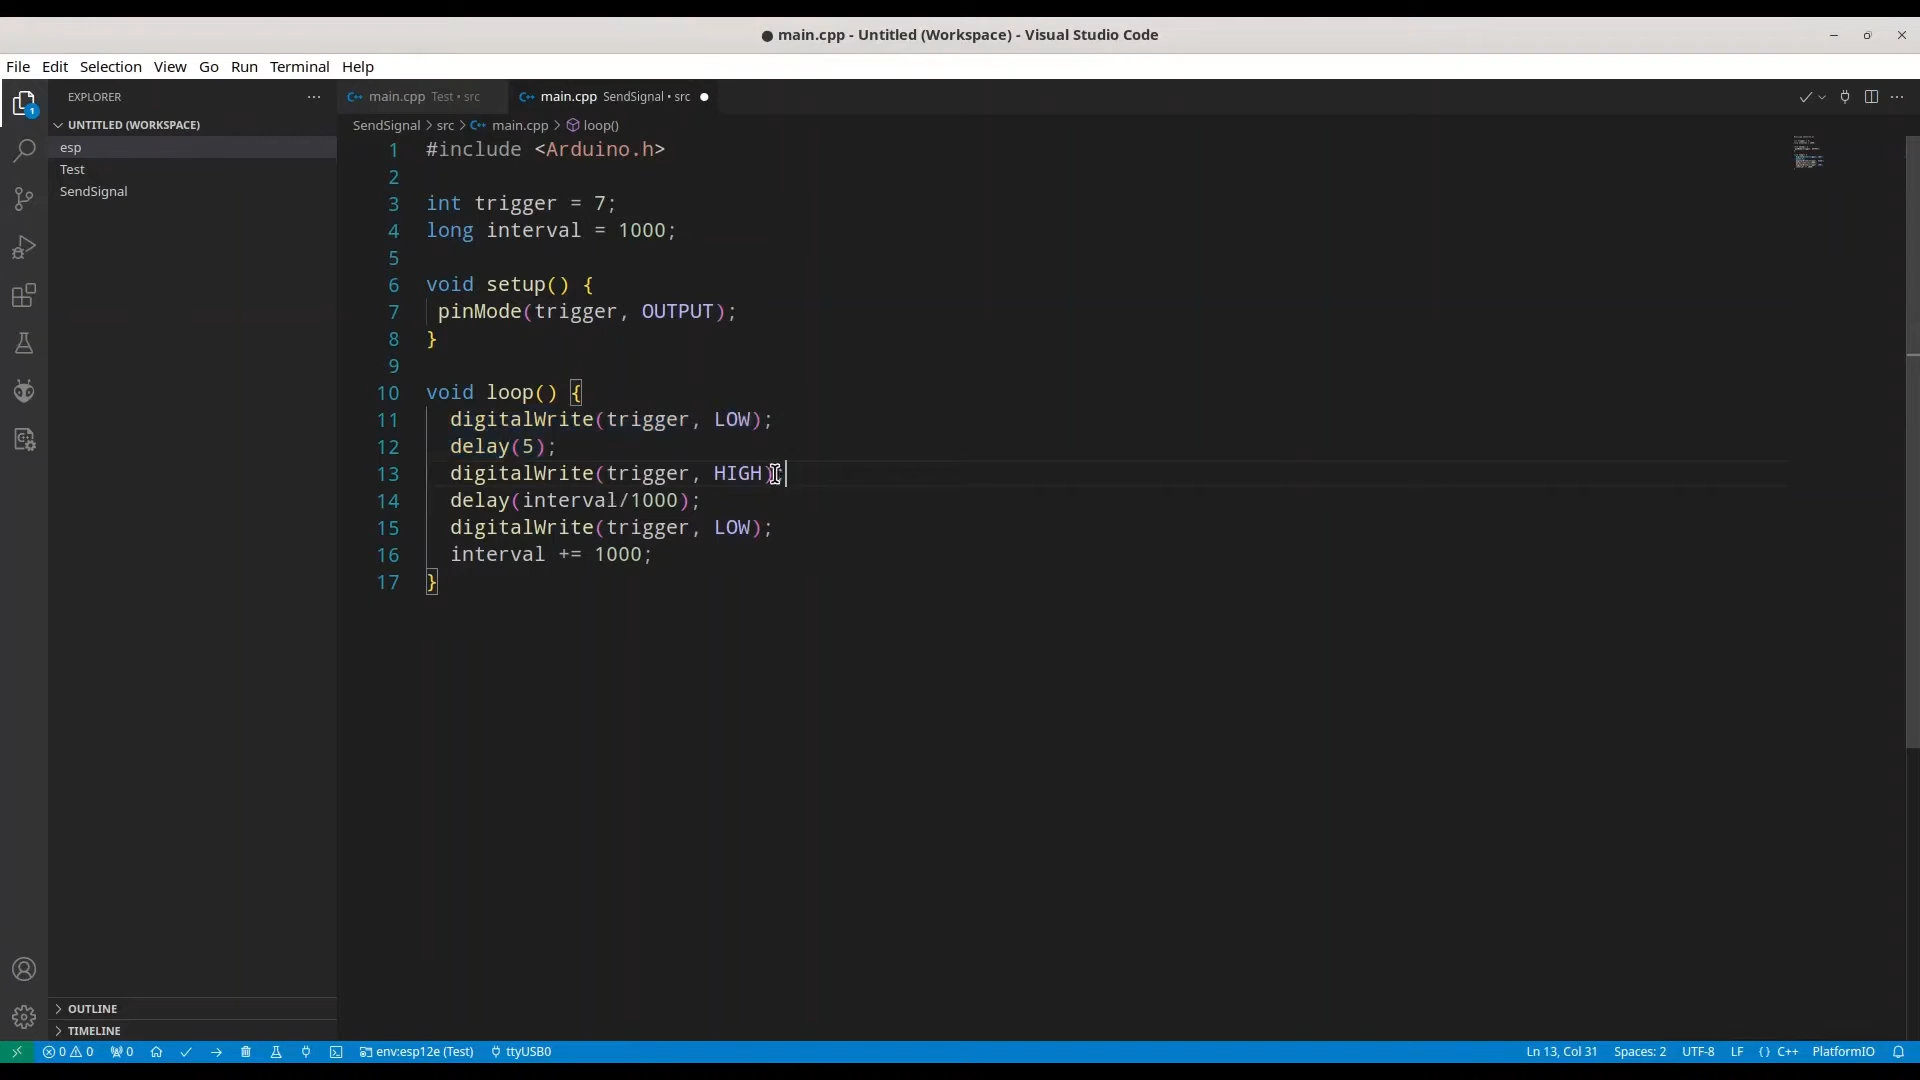 ● main.cpp - Untitled (Workspace) - Visual Studio Code
File Edit Selection View Go Run Terminal Help
1
EXPLORER
UNTITLED (WORKSPACE)
esp
Test
SendSignal
main.cpp Test • src
main.cpp SendSignal • src
SendSignal > src > main.cpp > loop()
1 #include <Arduino.h>
2
3 int trigger = 7;
4 long interval = 1000;
5
6 void setup() {
7 pinMode(trigger, OUTPUT);
8 }
9
10 void loop() {
11 digitalWrite(trigger, LOW);
12 delay(5);
13 digitalWrite(trigger, HIGH);
14 delay(interval/1000);
15 digitalWrite(trigger, LOW);
16 interval += 1000;
17 }
OUTLINE
TIMELINE
0 0 0 env:esp12e (Test) ttyUSB0 Ln 13, Col 31 Spaces: 2 UTF-8 LF {} C++ PlatformIO